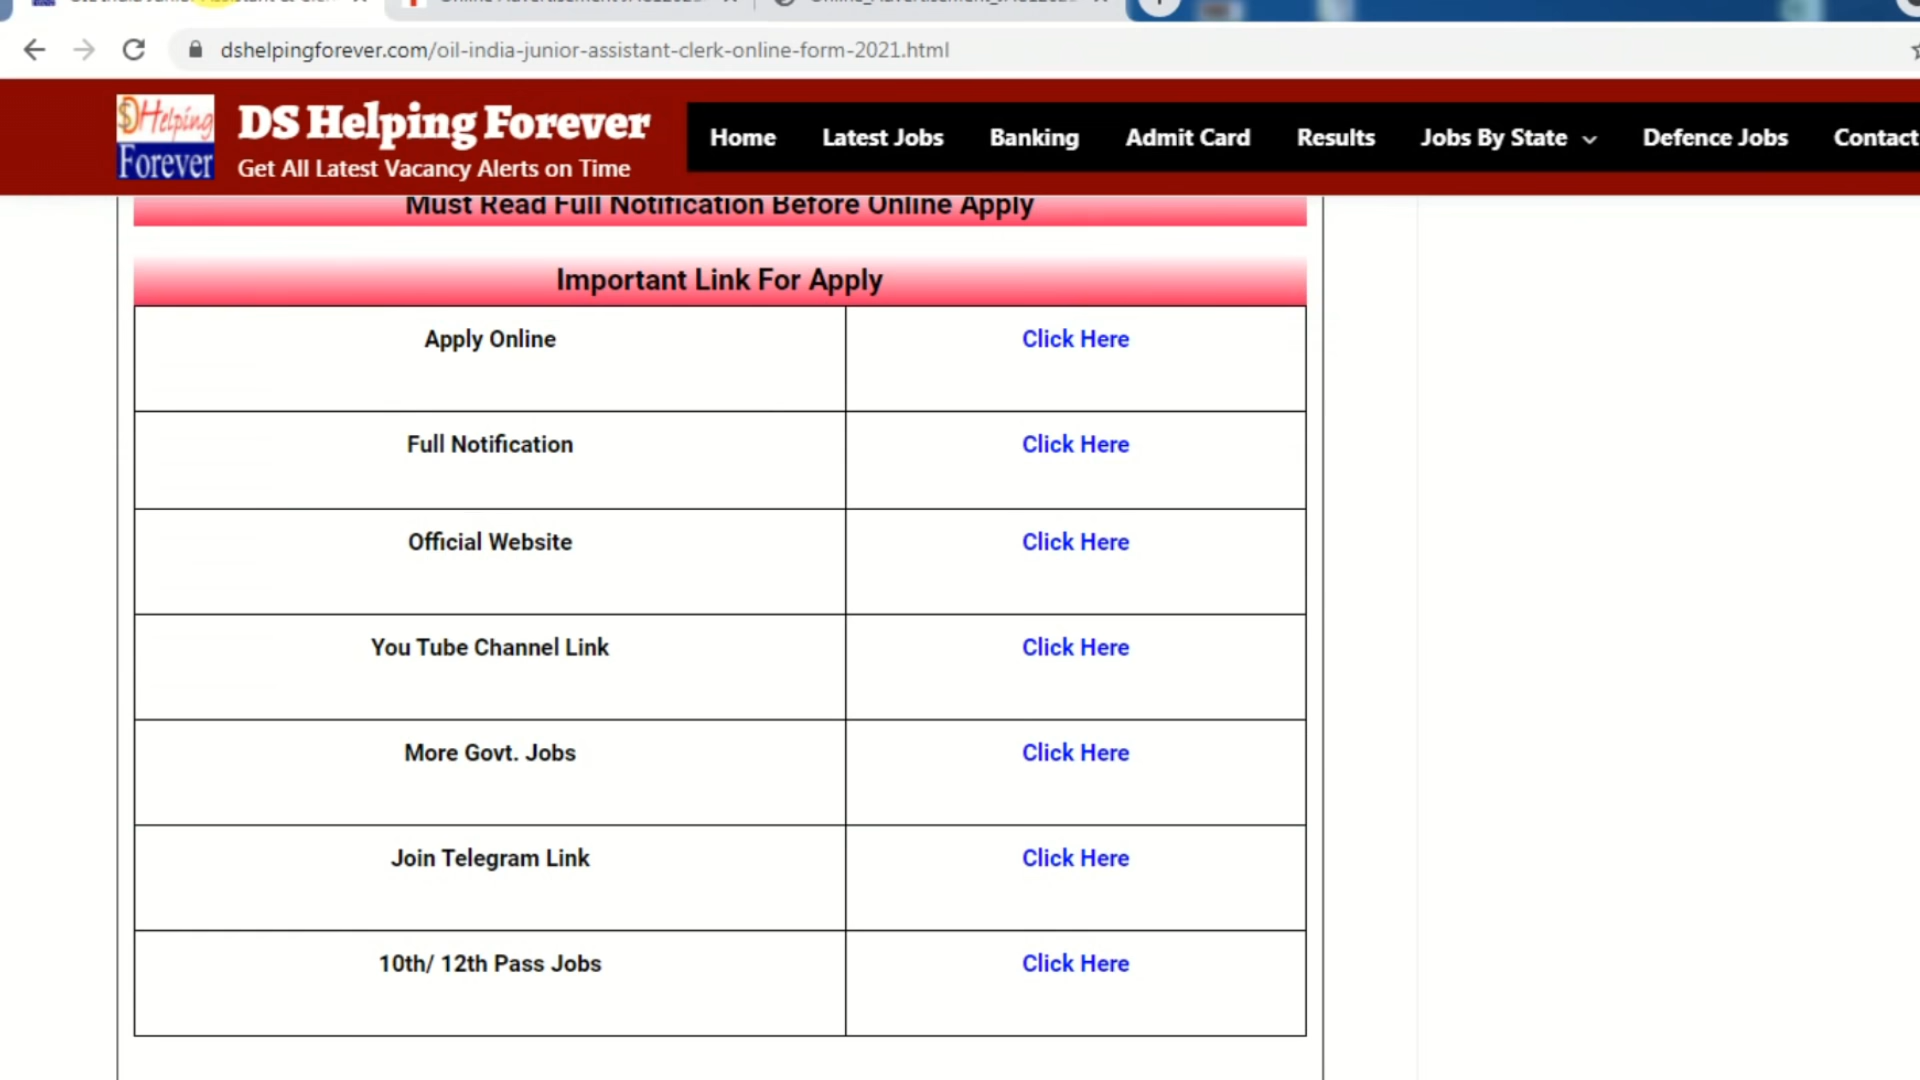 dshelpingforever.com/oil-india-junior-assistant-clerk-online-form-2021.html
DHelping
Forever
DS Helping Forever
Get All Latest Vacancy Alerts on Time
Home Latest Jobs Banking Admit Card Results Jobs By State Defence Jobs Contact
Must Read Full Notification Before Online Apply
Important Link For Apply
Apply Online Click Here
Full Notification Click Here
Official Website Click Here
You Tube Channel Link Click Here
More Govt. Jobs Click Here
Join Telegram Link Click Here
10th/ 12th Pass Jobs Click Here